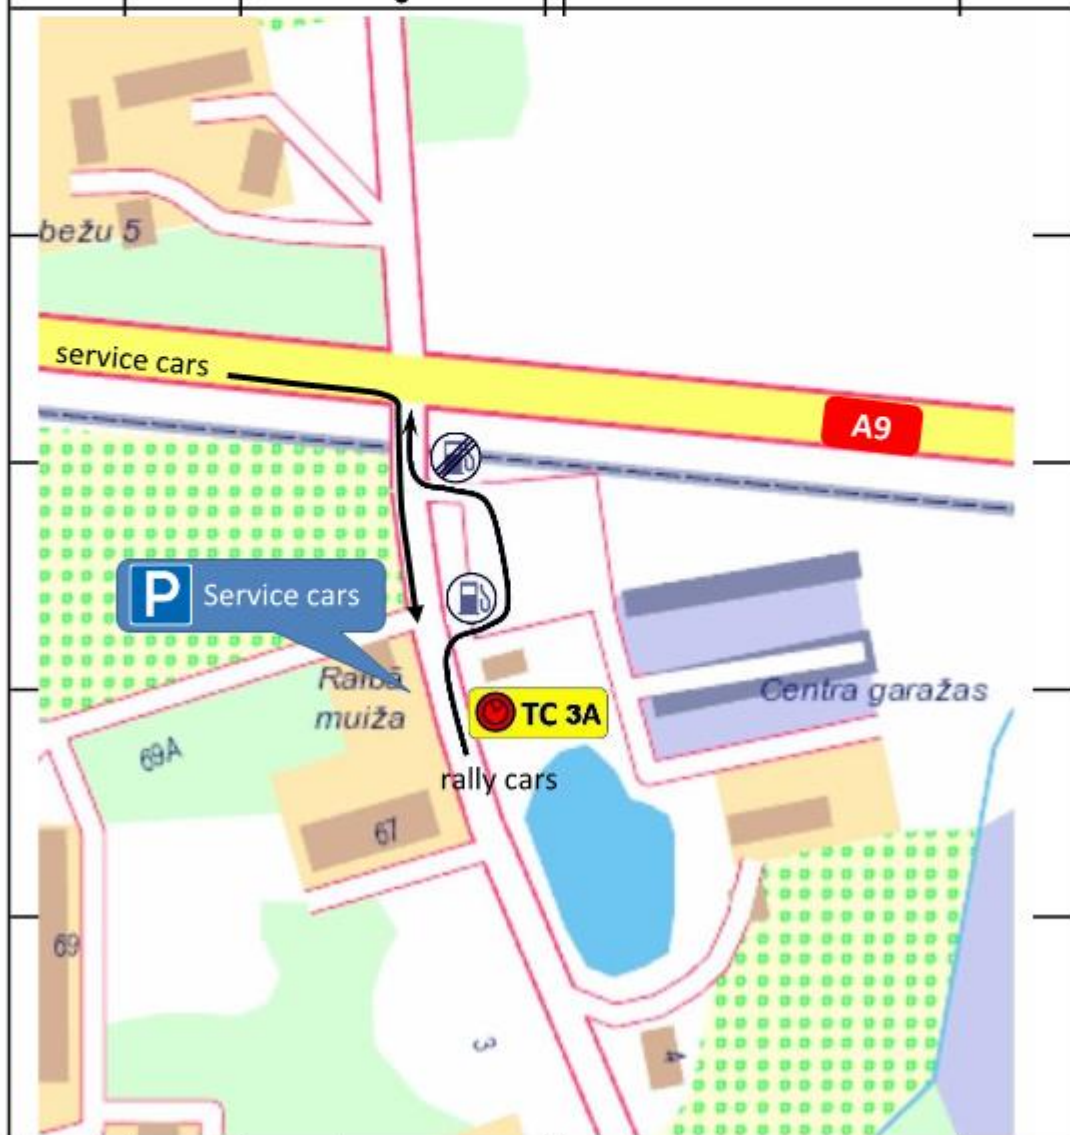 bežu 5
service cars
A9
P Service cars
Raibā
muiža
TC 3A
Centra garažas
69A
rally cars
67
69
3
4